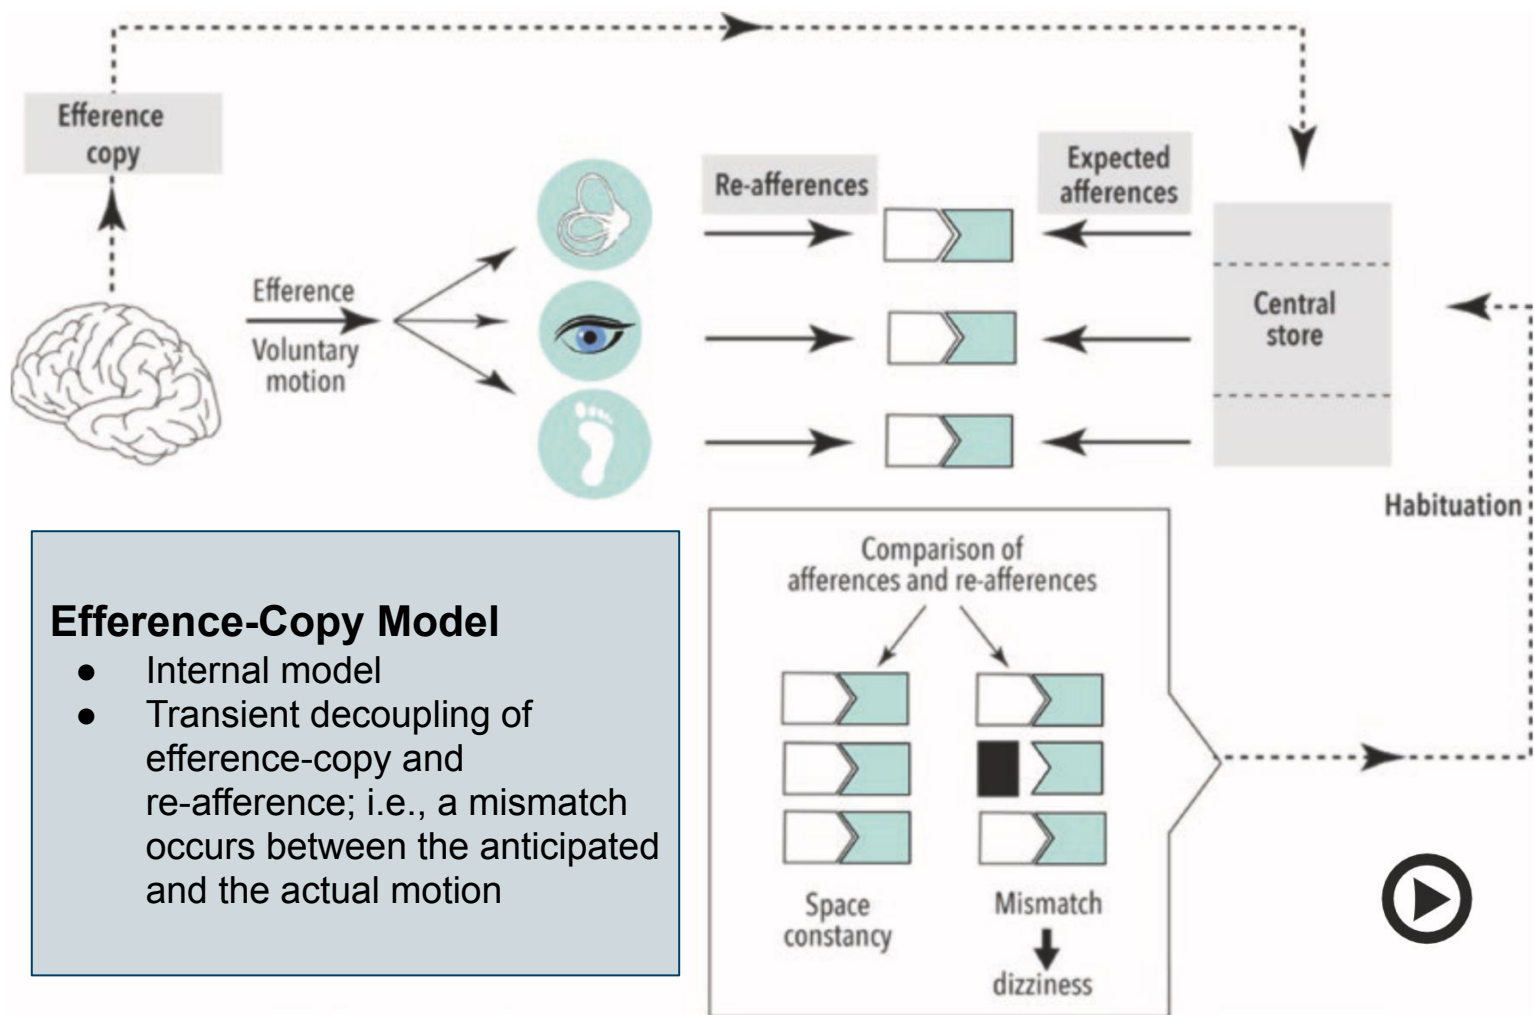 Efference
copy
Efference
Voluntary
motion
Re-afferences
Expected
afferences
Central
store
Habituation
Comparison of
afferences and re-afferences
Space
constancy
Mismatch
dizziness
Efference-Copy Model
● Internal model
● Transient decoupling of
efference-copy and
re-afference; i.e., a mismatch
occurs between the anticipated
and the actual motion